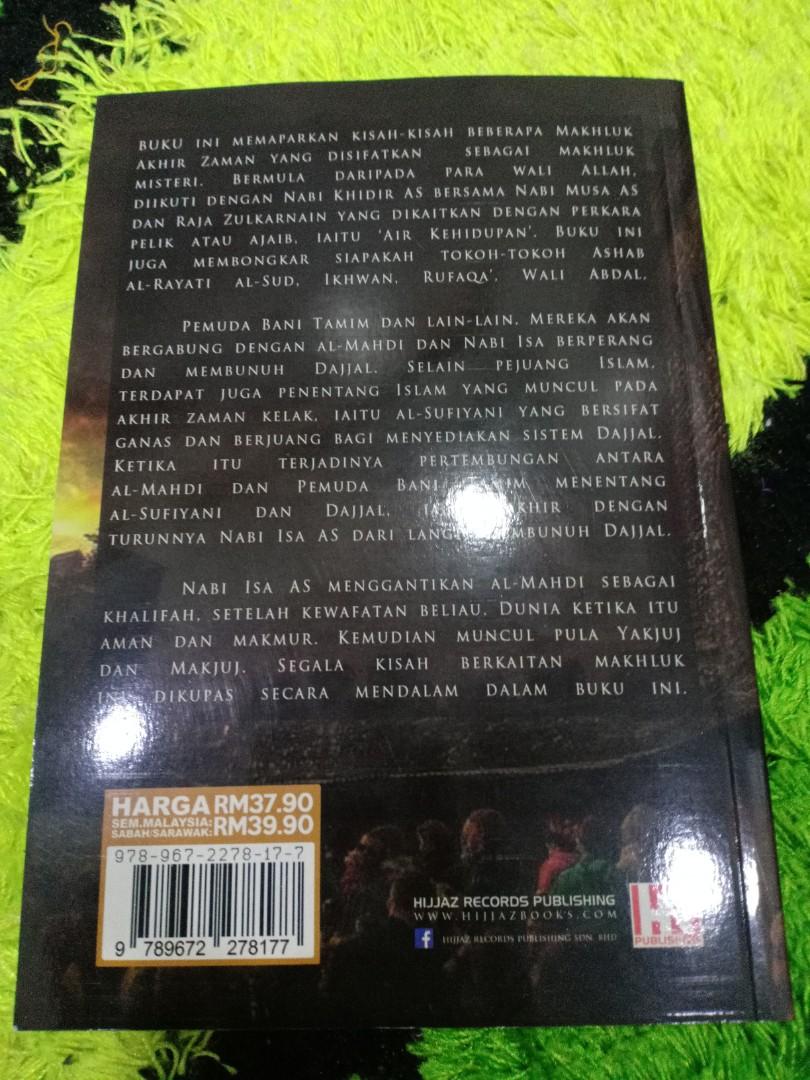 BUKU INI MEMAPARKAN KISAH-KISAH BEBERAPA MAKHLUK
AKHIR ZAMAN YANG DISIFATKAN SEBAGAI MAKHLUK
MISTERI. BERMULA DARIPADA PARA WALI ALLAH,
DIIKUTI DENGAN NABI KHIDIR AS BERSAMA NABI MUSA AS
DAN RAJA ZULKARNAIN YANG DIKAITKAN DENGAN PERKARA
PELIK ATAU AJAIB, IAITU 'AIR KEHIDUPAN'. BUKU INI
JUGA MEMBONGKAR SIAPAKAH TOKOH-TOKOH ASHAB
AL-RAYATI AL-SUD, IKHWAN, RUFAQA', WALI ABDAL,
PEMUDA BANI TAMIM DAN LAIN-LAIN. MEREKA AKAN
BERGABUNG DENGAN AL-MAHDI DAN NABI ISA BERPERANG
DAN MEMBUNUH DAJJAL. SELAIN PEJUANG ISLAM,
TERDAPAT JUGA PENENTANG ISLAM YANG MUNCUL PADA
AKHIR ZAMAN KELAK, IAITU AL-SUFIYANI YANG BERSIFAT
GANAS DAN BERJUANG BAGI MENYEDIAKAN SISTEM DAJJAL.
KETIKA ITU TERJADINYA PERTEMBUNGAN ANTARA
AL-MAHDI DAN PEMUDA BANI MENENTANG
AL-SUFIYANI DAN DAJJAL, DENGAN
TURUNNYA NABI ISA AS DARI DAJJAL.
NABI ISA AS MENGGANTIKAN AL-MAHDI SEBAGAI
KHALIFAH, SETELAH KEWAFATAN BELIAU. DUNIA KETIKA ITU
AMAN DAN MAKMUR. KEMUDIAN MUNCUL PULA YAKJUJ
DAN MAKJUJ. SEGALA KISAH BERKAITAN MAKHLUK
INI DIKUPAS SECARA MENDALAM DALAM BUKU INI.
HARGA RM37.90
SEM.MALAYSIA:
SABAH/SARAWAK: RM39.90
978-967-2278-17-7
9 789672 278177
HIJJAZ RECORDS PUBLISHING
WWW.HIJJAZBOOKS.COM
HIJJAZ RECORDS PUBLISHING SDN. BHD
PUBLISHING